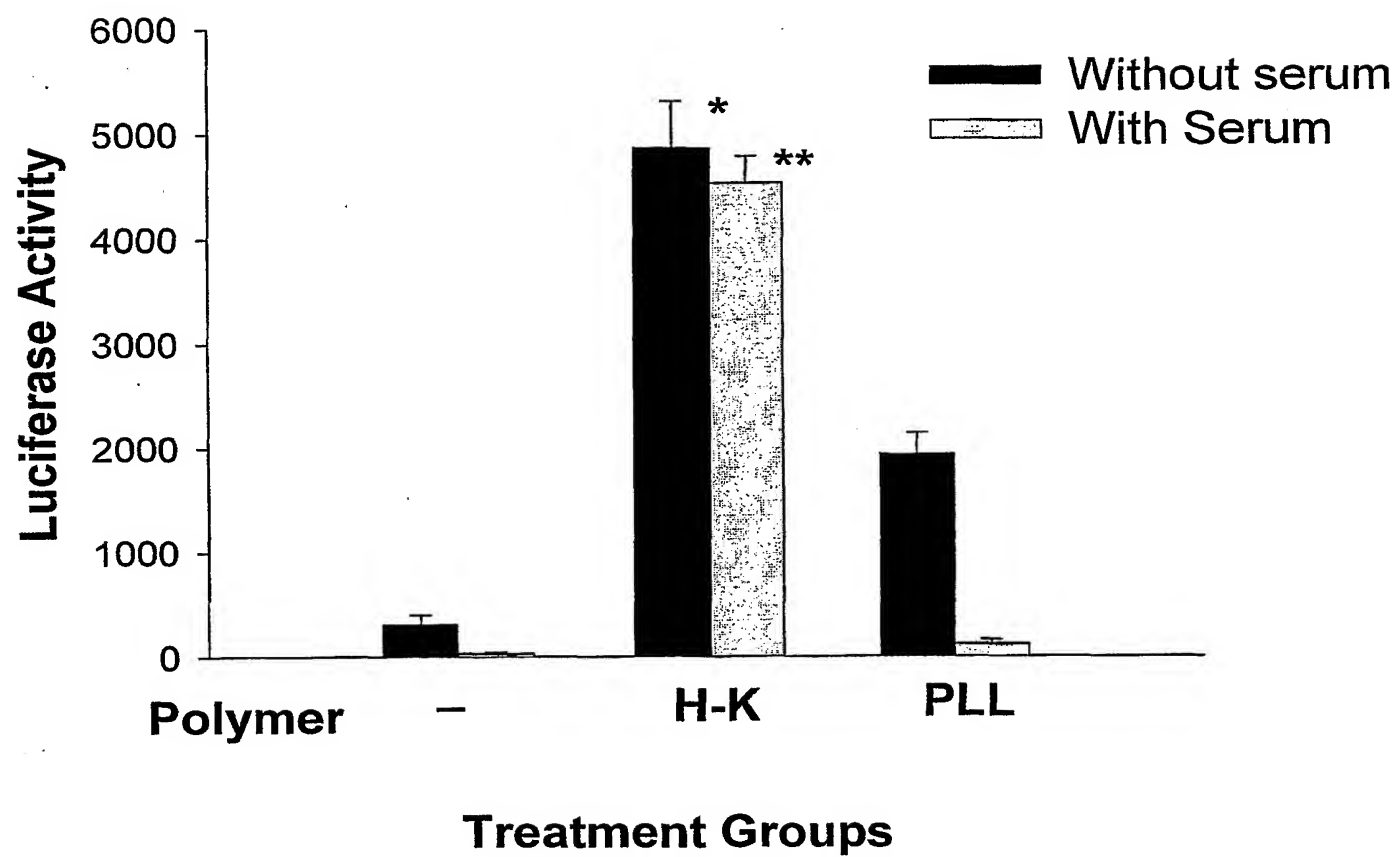 6000
5000
4000
3000
2000
1000
0
Luciferase Activity
Without serum
With Serum
*
**
Polymer – H-K PLL
Treatment Groups